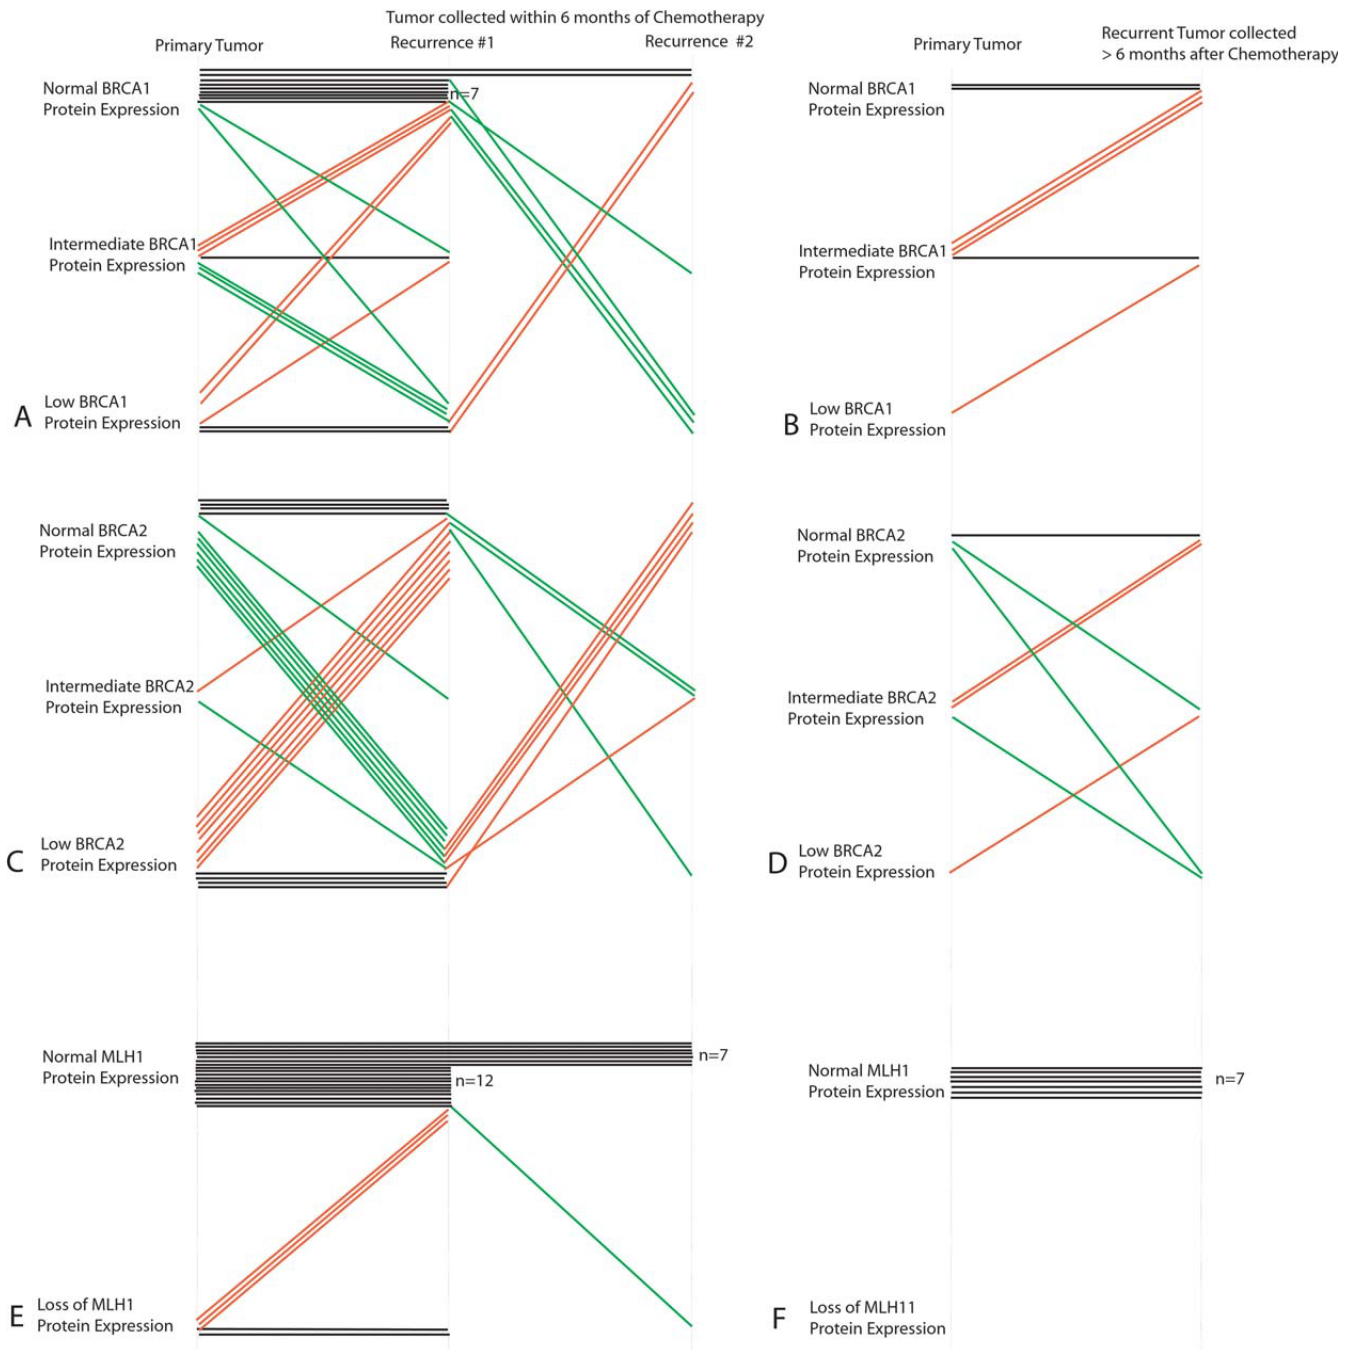 Tumor collected within 6 months of Chemotherapy
Primary Tumor
Recurrence #1
Recurrence #2
Primary Tumor
Recurrent Tumor collected
> 6 months after Chemotherapy
Normal BRCA1
Protein Expression
n=7
Intermediate BRCA1
Protein Expression
Low BRCA1
Protein Expression
A
Normal BRCA1
Protein Expression
Intermediate BRCA1
Protein Expression
Low BRCA1
Protein Expression
B
Normal BRCA2
Protein Expression
Intermediate BRCA2
Protein Expression
Low BRCA2
Protein Expression
C
Normal BRCA2
Protein Expression
Intermediate BRCA2
Protein Expression
Low BRCA2
Protein Expression
D
Normal MLH1
Protein Expression
n=7
n=12
Loss of MLH1
Protein Expression
E
Normal MLH1
Protein Expression
n=7
Loss of MLH11
Protein Expression
F